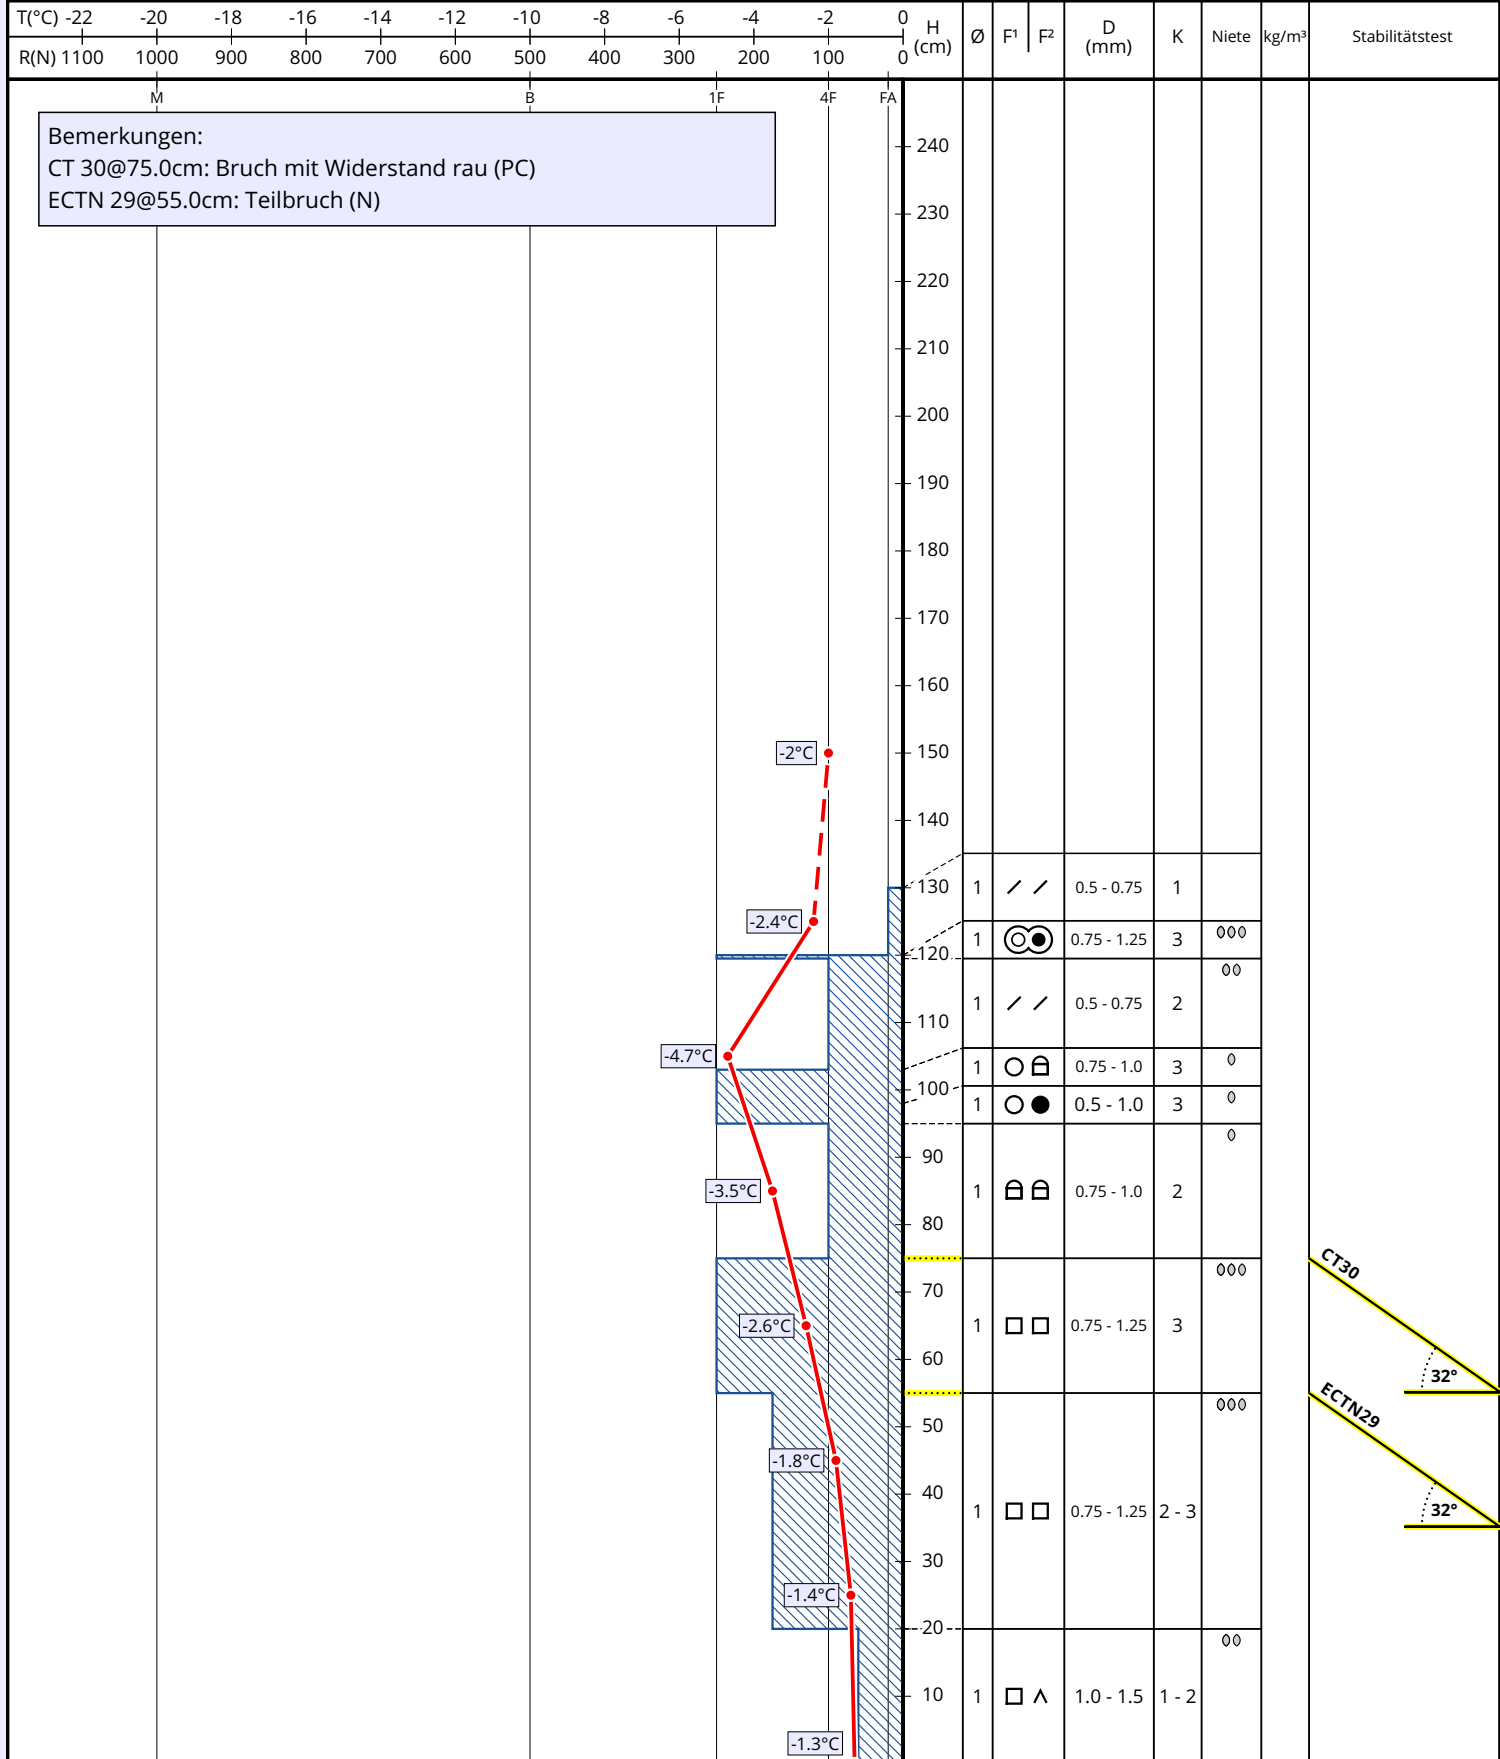 T(°C) -22 -20 -18 -16 -14 -12 -10 -8 -6 -4 -2 0
R(N) 1100 1000 900 800 700 600 500 400 300 200 100 0
H (cm) Ø F¹ F² D (mm) K Niete kg/m³ Stabilitätstest
M B 1F 4F FA
Bemerkungen:
CT 30@75.0cm: Bruch mit Widerstand rau (PC)
ECTN 29@55.0cm: Teilbruch (N)
240
230
220
210
200
190
180
170
160
-2°C 150
140
130 1 0.5 - 0.75 1
-2.4°C
120 1 0.75 - 1.25 3
110 1 0.5 - 0.75 2
-4.7°C 1 0.75 - 1.0 3
100 1 0.5 - 1.0 3
90
-3.5°C 1 0.75 - 1.0 2
80
CT30
70
-2.6°C 1 0.75 - 1.25 3
60
32°
ECTN29
50
-1.8°C
40
1 0.75 - 1.25 2 - 3
32°
30
-1.4°C
20
10 1 1.0 - 1.5 1 - 2
-1.3°C